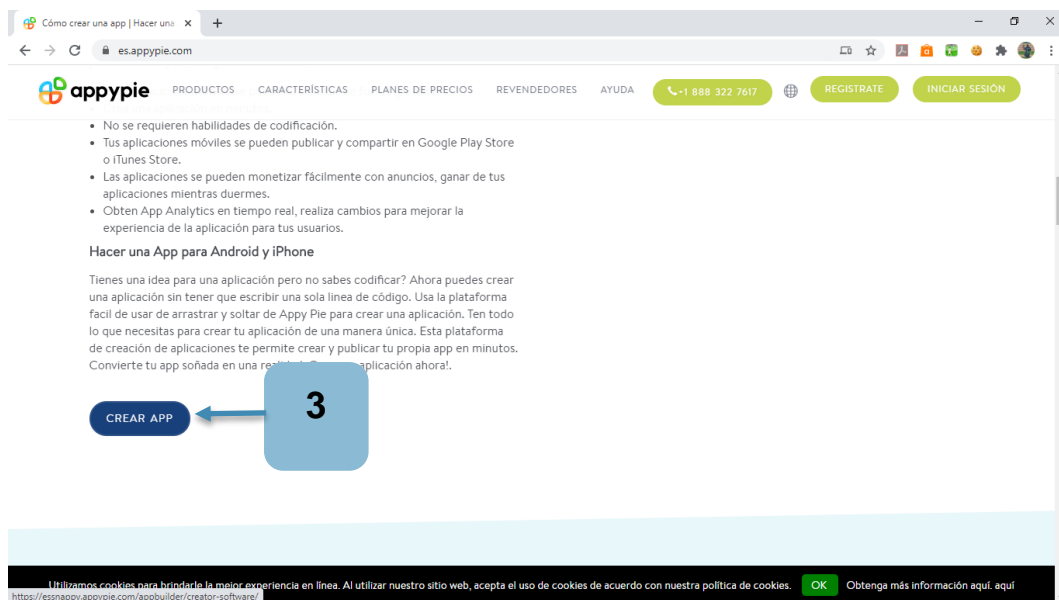 Cómo crear una app | Hacer una
es.appypie.com
appypie PRODUCTOS CARACTERÍSTICAS PLANES DE PRECIOS REVENDEDORES AYUDA +1 888 322 7617 REGISTRATE INICIAR SESIÓN
• No se requieren habilidades de codificación.
• Tus aplicaciones móviles se pueden publicar y compartir en Google Play Store
o iTunes Store.
• Las aplicaciones se pueden monetizar fácilmente con anuncios, ganar de tus
aplicaciones mientras duermes.
• Obten App Analytics en tiempo real, realiza cambios para mejorar la
experiencia de la aplicación para tus usuarios.
Hacer una App para Android y iPhone
Tienes una idea para una aplicación pero no sabes codificar? Ahora puedes crear
una aplicación sin tener que escribir una sola linea de código. Usa la plataforma
facil de usar de arrastrar y soltar de Appy Pie para crear una aplicación. Ten todo
lo que necesitas para crear tu aplicación de una manera única. Esta plataforma
de creación de aplicaciones te permite crear y publicar tu propia app en minutos.
Convierte tu app soñada en una aplicación ahora!.
3
CREAR APP
Utilizamos cookies para brindarle la mejor experiencia en línea. Al utilizar nuestro sitio web, acepta el uso de cookies de acuerdo con nuestra política de cookies. OK Obtenga más información aquí. aquí
https://essnappy.appypie.com/appbuilder/creator-software/